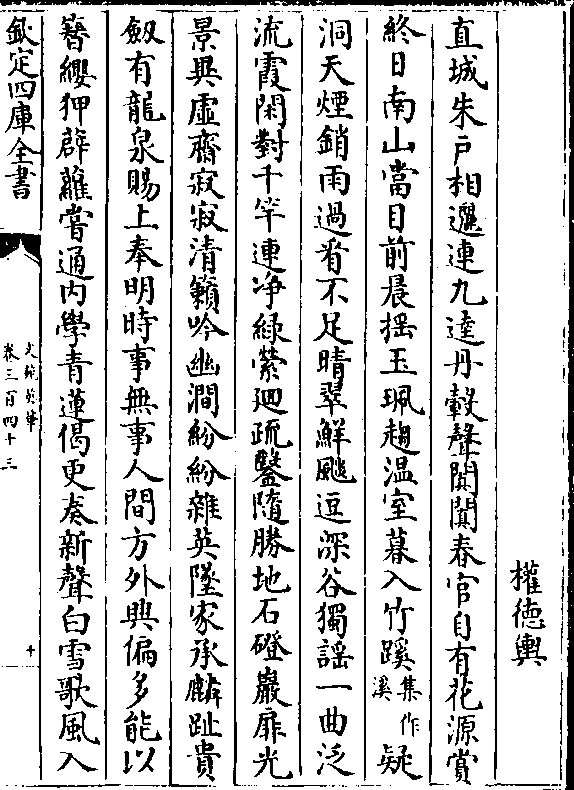 權德輿
直城朱戸相邐連九逵丹轂聲闐闐春官自有花源賞
終日南山當目前晨揺玉珮趨温室暮入竹蹊集作溪疑
洞天煙銷雨過看不足晴翠鮮飈逗深谷獨謡一曲泛
流霞閑對千竿連浄綠縈廻疏鑿隨勝地石磴巖扉光
景異虚齋寂寂清籟吟幽澗紛紛雜英墜家承麟趾貴
劔有龍泉賜上奉明時事無事人間方外興偏多能以
簪纓狎薜蘿嘗通内學青蓮偈更奏新聲白雪歌風入
欽定四庫全書
文苑英華
卷三百四十三
十